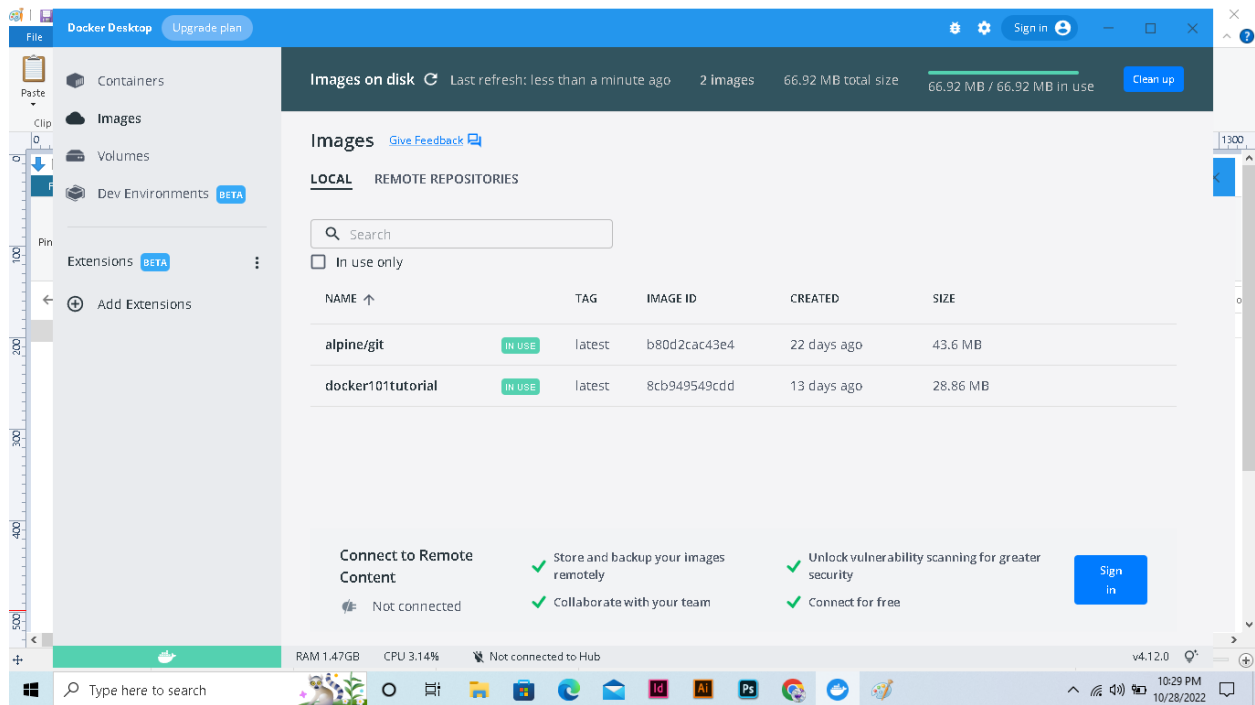 File
Docker Desktop Upgrade plan Sign in
Paste
Clip
Containers
Images
Volumes
Dev Environments BETA
Extensions BETA
Add Extensions
Pin
Images on disk Last refresh: less than a minute ago 2 images 66.92 MB total size 66.92 MB / 66.92 MB in use Clean up
Images Give Feedback
LOCAL REMOTE REPOSITORIES
Search
In use only
NAME TAG IMAGE ID CREATED SIZE
alpine/git IN USE latest b80d2cac43e4 22 days ago 43.6 MB
docker101tutorial IN USE latest 8cb949549cdd 13 days ago 28.86 MB
Connect to Remote
Content
Not connected
Store and backup your images
remotely
Collaborate with your team
Unlock vulnerability scanning for greater
security
Connect for free
Sign
in
RAM 1.47GB CPU 3.14% Not connected to Hub v4.12.0
0
100
200
300
400
500
1300
Type here to search
Id Ai Ps
10:29 PM
10/28/2022